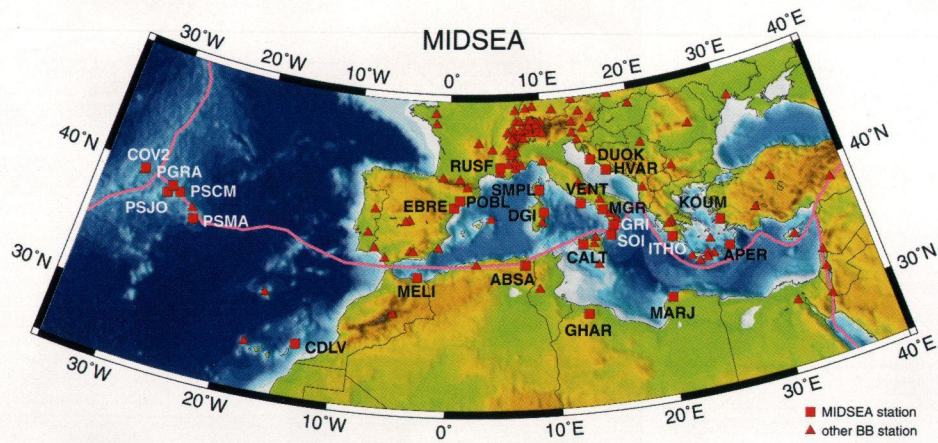 MIDSEA
30˚W
20˚W
10˚W
0˚
10˚E
20˚E
30˚E
40˚E
40˚N
40˚N
30˚N
30˚N
30˚W
20˚W
10˚W
0˚
10˚E
20˚E
30˚E
40˚E
COV2
PGRA
PSCM
PSJO
PSMA
RUSF
DUOK
HVAR
SMPL
VENT
EBRE
POBL
DGI
MGR
GRI
SOI
KOUM
ITHO
APER
CALT
MELI
ABSA
GHAR
MARJ
CDLV
MIDSEA station
other BB station